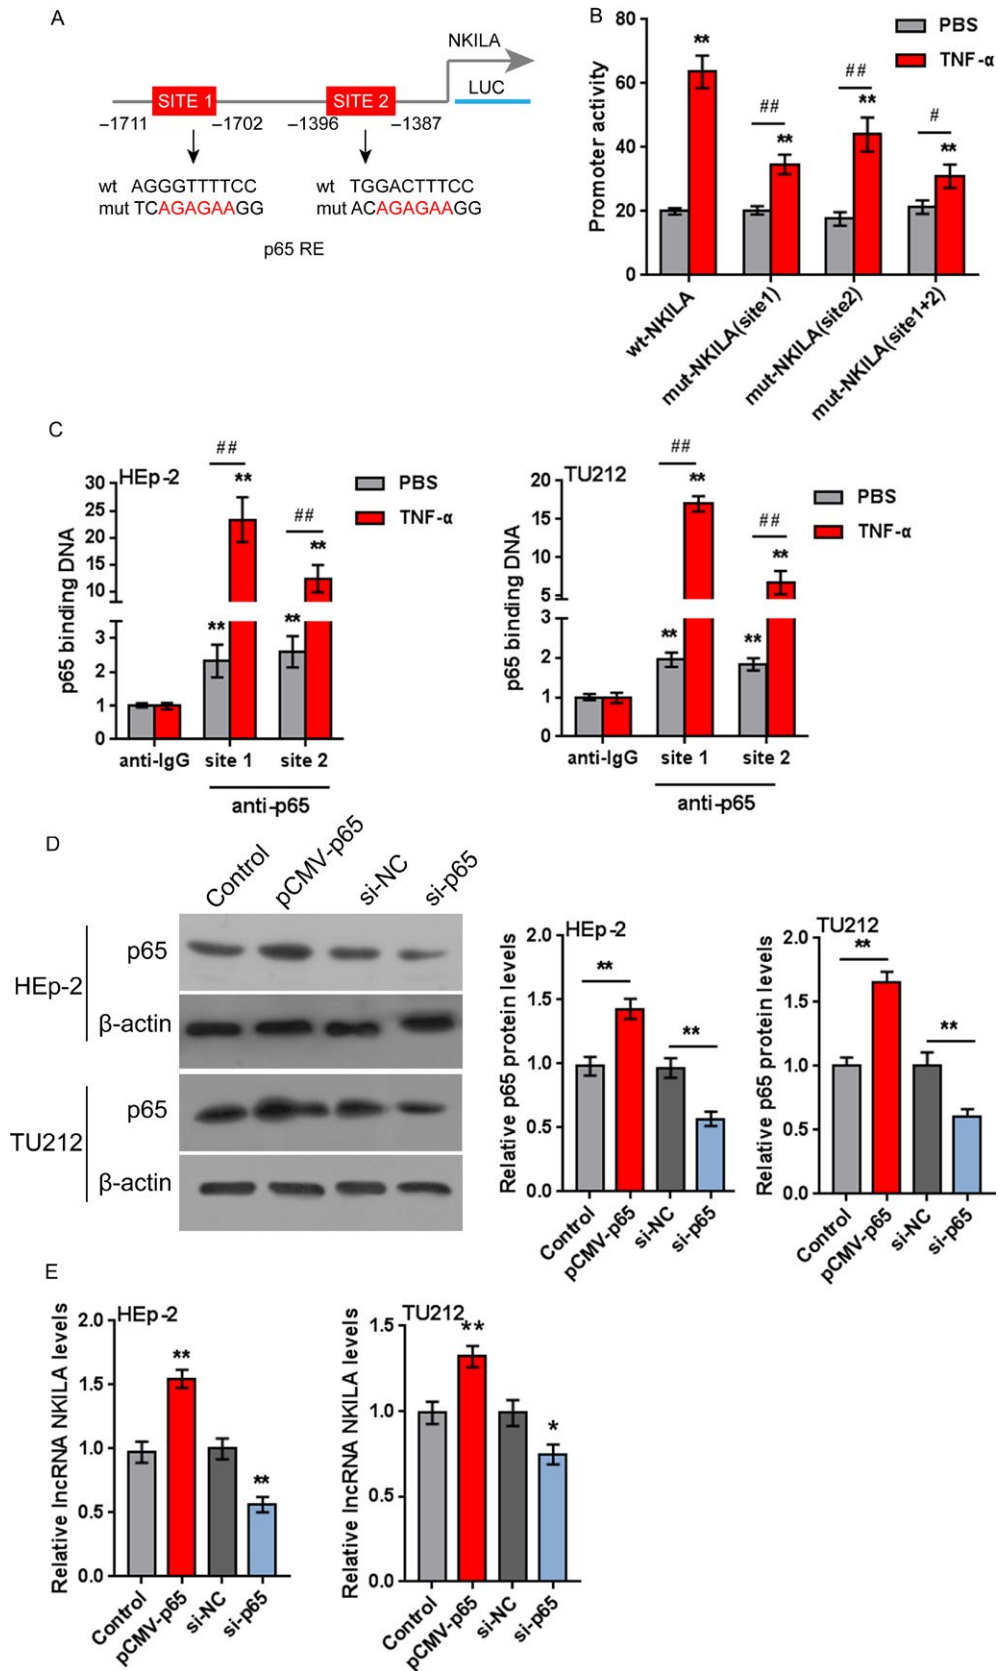 A
NKILA
SITE 1
SITE 2
LUC
–1711
–1702
–1396
–1387
wt AGGGTTTTCC
mut TCAGAGAAGG
wt TGGACTTTCC
mut ACAGAGAAGG
p65 RE
B
PBS
TNF-α
Promoter activity
80
60
40
20
0
**
##
**
##
**
#
**
wt-NKILA
mut-NKILA(site1)
mut-NKILA(site2)
mut-NKILA(site1+2)
C
HEp-2
PBS
TNF-α
p65 binding DNA
30
25
20
15
10
3
2
1
0
##
**
##
**
**
**
anti-IgG
site 1
site 2
anti-p65
TU212
PBS
TNF-α
p65 binding DNA
20
15
10
5
3
2
1
0
##
**
##
**
**
**
anti-IgG
site 1
site 2
anti-p65
D
Control
pCMV-p65
si-NC
si-p65
HEp-2
p65
β-actin
TU212
p65
β-actin
HEp-2
Relative p65 protein levels
2.0
1.5
1.0
0.5
0.0
**
**
Control
pCMV-p65
si-NC
si-p65
TU212
Relative p65 protein levels
2.0
1.5
1.0
0.5
0.0
**
**
Control
pCMV-p65
si-NC
si-p65
E
HEp-2
Relative lncRNA NKILA levels
2.0
1.5
1.0
0.5
0.0
**
**
Control
pCMV-p65
si-NC
si-p65
TU212
Relative lncRNA NKILA levels
1.5
1.0
0.5
0.0
**
*
Control
pCMV-p65
si-NC
si-p65